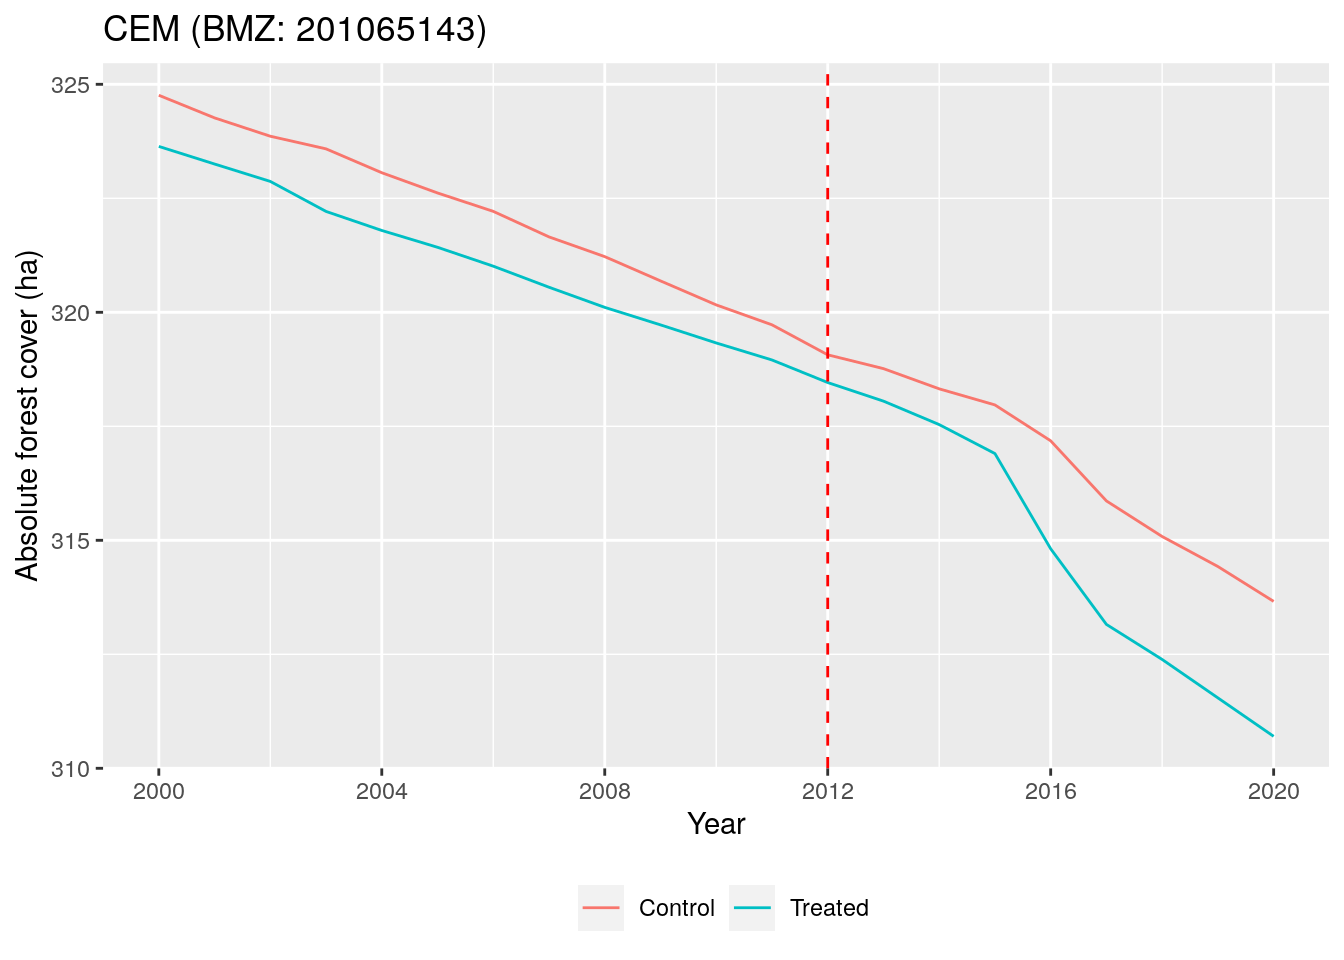 CEM (BMZ: 201065143)
Absolute forest cover (ha)
325
320
315
310
2000 2004 2008 2012 2016 2020
Year
Control Treated